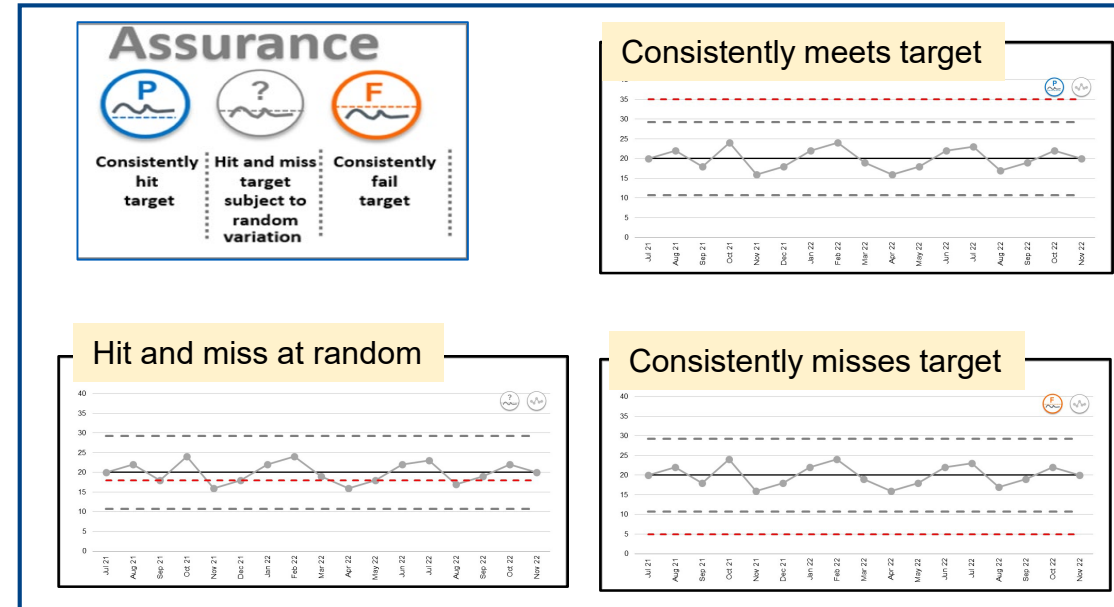 Assurance
P ? F
Consistently hit target
Hit and miss target subject to random variation
Consistently fail target
Consistently meets target
P
35
30
25
20
15
10
5
0
Jul 21 Aug 21 Sep 21 Oct 21 Nov 21 Dec 21 Jan 22 Feb 22 Mar 22 Apr 22 May 22 Jun 22 Jul 22 Aug 22 Sep 22 Oct 22 Nov 22
Hit and miss at random
?
40
35
30
25
20
15
10
5
0
Jul 21 Aug 21 Sep 21 Oct 21 Nov 21 Dec 21 Jan 22 Feb 22 Mar 22 Apr 22 May 22 Jun 22 Jul 22 Aug 22 Sep 22 Oct 22 Nov 22
Consistently misses target
F
40
35
30
25
20
15
10
5
0
Jul 21 Aug 21 Sep 21 Oct 21 Nov 21 Dec 21 Jan 22 Feb 22 Mar 22 Apr 22 May 22 Jun 22 Jul 22 Aug 22 Sep 22 Oct 22 Nov 22